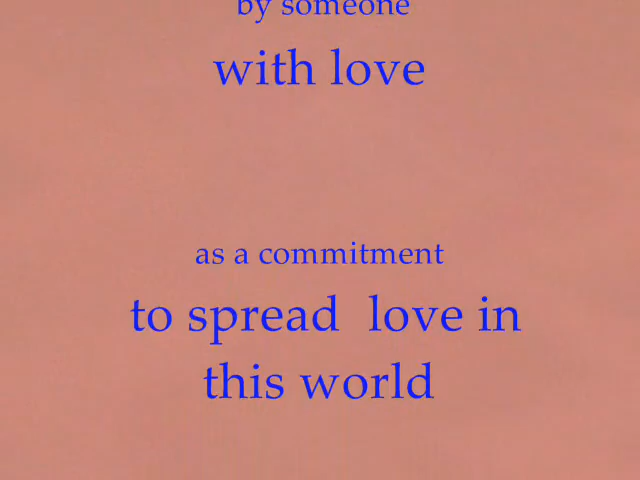 by someone
with love
as a commitment
to spread  love in
this world